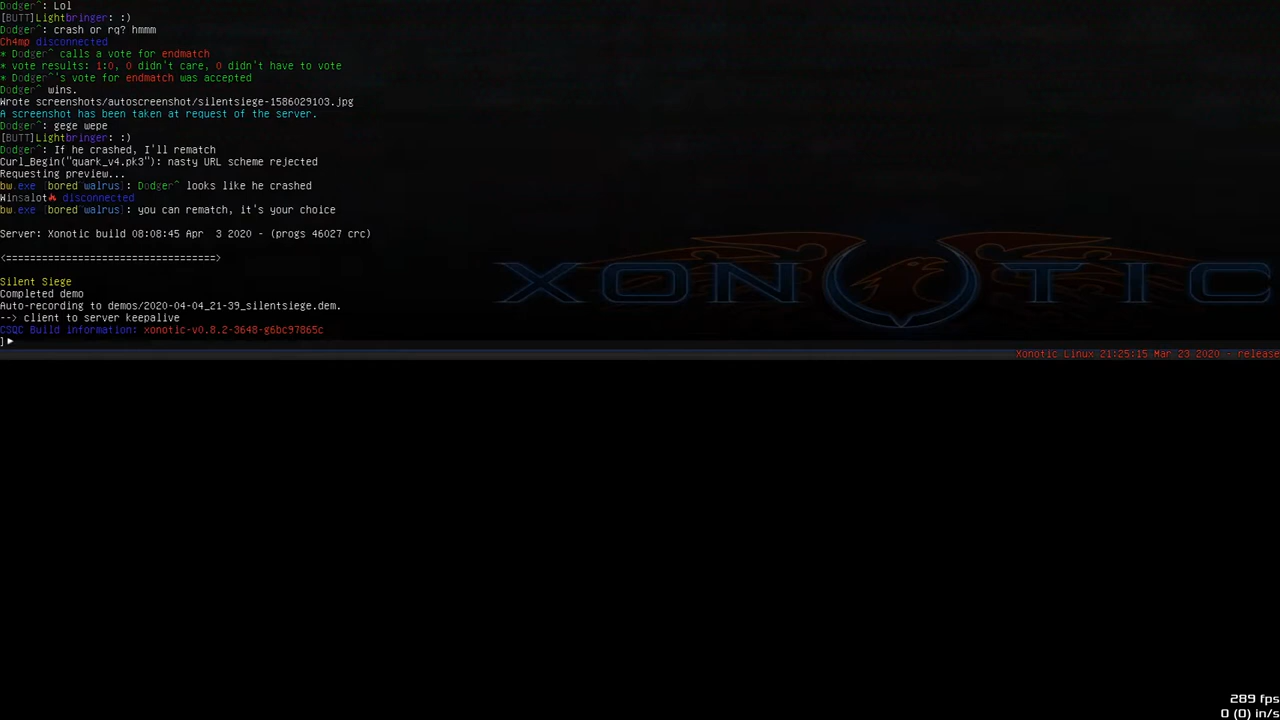 Dodger^: Lol
[BUTT]Lightbringer: :)
Dodger^: crash or rq? hmmm
Ch4mp disconnected
* Dodger^ calls a vote for endmatch
* vote results: 1:0, 0 didn't care, 0 didn't have to vote
* Dodger^'s vote for endmatch was accepted
Dodger^ wins.
Wrote screenshots/autoscreenshot/silentsiege-1586029103.jpg
A screenshot has been taken at request of the server.
Dodger^: gege wepe
[BUTT]Lightbringer: :)
Dodger^: If he crashed, I'll rematch
Curl_Begin("quark_v4.pk3"): nasty URL scheme rejected
Requesting preview...
bw.exe |bored walrus|: Dodger^ looks like he crashed
Winsalot disconnected
bw.exe |bored walrus|: you can rematch, it's your choice
Server: Xonotic build 08:08:45 Apr  3 2020 - (progs 46027 crc)
<===================================>
Silent Siege
Completed demo
Auto-recording to demos/2020-04-04_21-39_silentsiege.dem.
--> client to server keepalive
CSQC Build information: xonotic-v0.8.2-3648-g6bc97865c
]
XONOTIC
Xonotic Linux 21:25:15 Mar 23 2020 - release
289 fps
0 (0) in/s